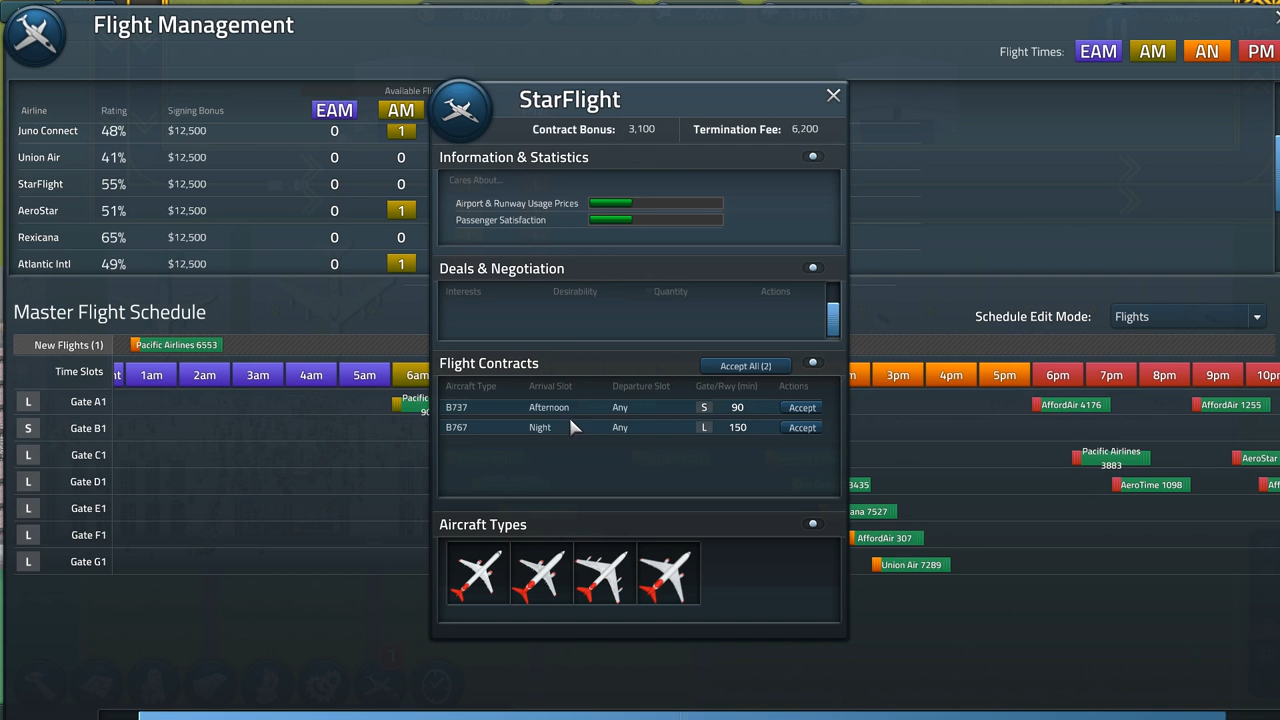 Flight Management
Flight Times: EAM AM AN PM
Available Fli
Airline Rating Signing Bonus EAM AM
Juno Connect 48% $12,500 0 1
Union Air 41% $12,500 0 0
StarFlight 55% $12,500 0 0
AeroStar 51% $12,500 0 1
Rexicana 65% $12,500 0 0
Atlantic Intl 49% $12,500 0 1
StarFlight
Contract Bonus: 3,100 Termination Fee: 6,200
Information & Statistics
Cares About...
Airport & Runway Usage Prices
Passenger Satisfaction
Deals & Negotiation
Interests Desirability Quantity Actions
Flight Contracts Accept All (2)
Aircraft Type Arrival Slot Departure Slot Gate/Rwy (min) Actions
B737 Afternoon Any S 90 Accept
B767 Night Any L 150 Accept
Aircraft Types
Master Flight Schedule
Schedule Edit Mode: Flights
New Flights (1) Pacific Airlines 6553
Time Slots 1am 2am 3am 4am 5am 6am 3pm 4pm 5pm 6pm 7pm 8pm 9pm 10pm
L Gate A1 Pacific AffordAir 4176 AffordAir 1255
S Gate B1
L Gate C1 Pacific Airlines 3883 AeroStar
L Gate D1 3435 AeroTime 1098 Aff
L Gate E1 ana 7527
L Gate F1 AffordAir 307
L Gate G1 Union Air 7289